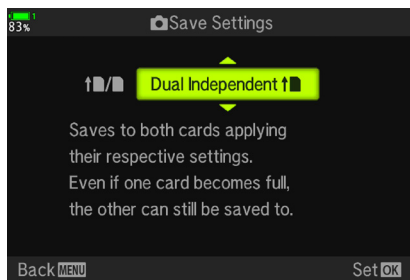 1
83%
Save Settings
/
Dual Independent
Saves to both cards applying
their respective settings.
Even if one card becomes full,
the other can still be saved to.
Back MENU
Set OK